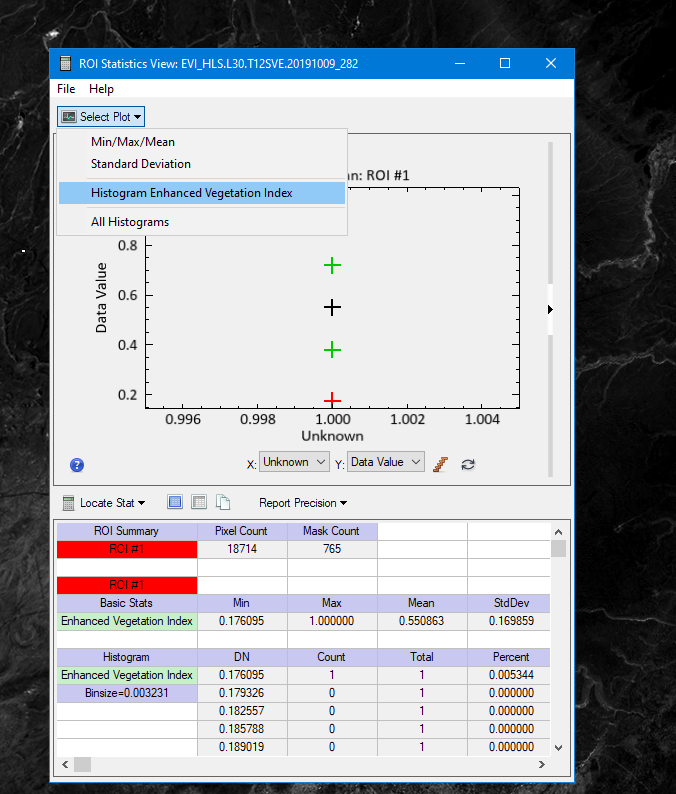 ROI Statistics View: EVI_HLS.L30.T12SVE.20191009_282
File Help
Select Plot
Min/Max/Mean
Standard Deviation
Histogram Enhanced Vegetation Index
All Histograms
ROI #1
0.8
0.6
0.4
0.2
Data Value
0.996 0.998 1.000 1.002 1.004
Unknown
X: Unknown Y: Data Value
Locate Stat Report Precision
ROI Summary Pixel Count Mask Count
ROI #1 18714 765
ROI #1
Basic Stats Min Max Mean StdDev
Enhanced Vegetation Index 0.176095 1.000000 0.550863 0.169859
Histogram DN Count Total Percent
Enhanced Vegetation Index 0.176095 1 1 0.005344
Binsize=0.003231 0.179326 0 1 0.000000
0.182557 0 1 0.000000
0.185788 0 1 0.000000
0.189019 0 1 0.000000